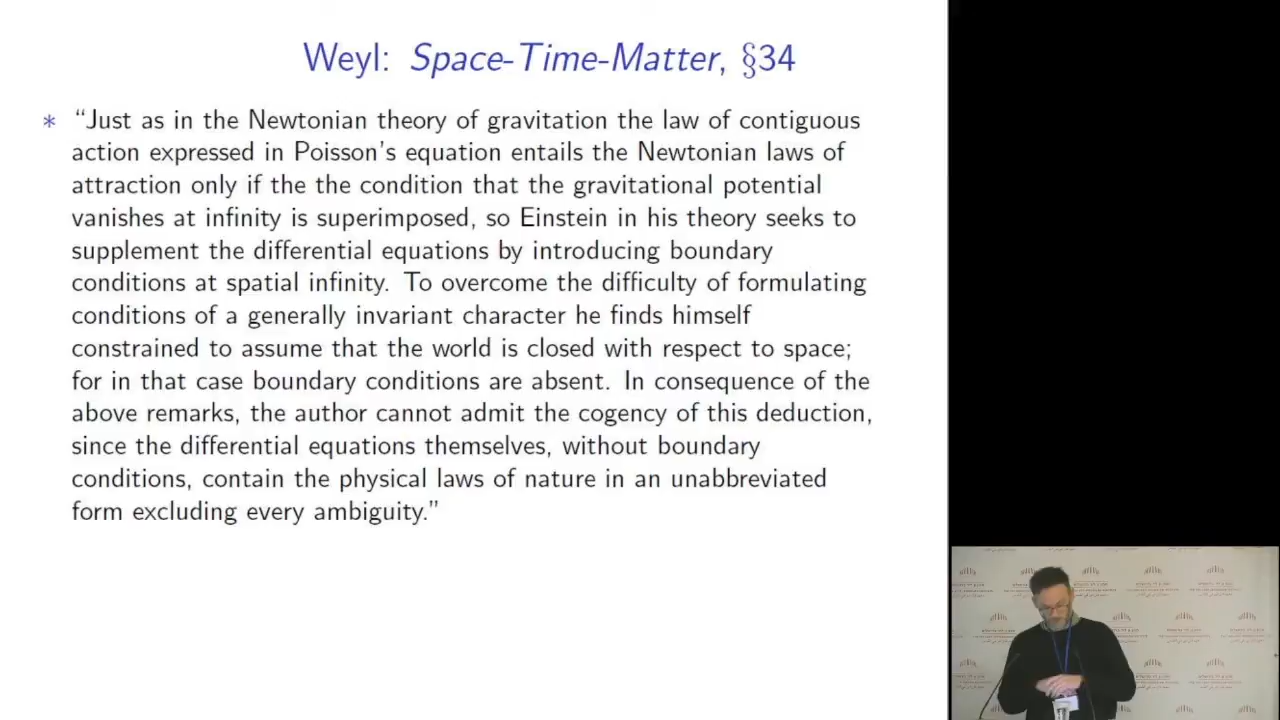 Weyl: Space-Time-Matter, §34
* “Just as in the Newtonian theory of gravitation the law of contiguous
action expressed in Poisson's equation entails the Newtonian laws of
attraction only if the the condition that the gravitational potential
vanishes at infinity is superimposed, so Einstein in his theory seeks to
supplement the differential equations by introducing boundary
conditions at spatial infinity. To overcome the difficulty of formulating
conditions of a generally invariant character he finds himself
constrained to assume that the world is closed with respect to space;
for in that case boundary conditions are absent. In consequence of the
above remarks, the author cannot admit the cogency of this deduction,
since the differential equations themselves, without boundary
conditions, contain the physical laws of nature in an unabbreviated
form excluding every ambiguity.”